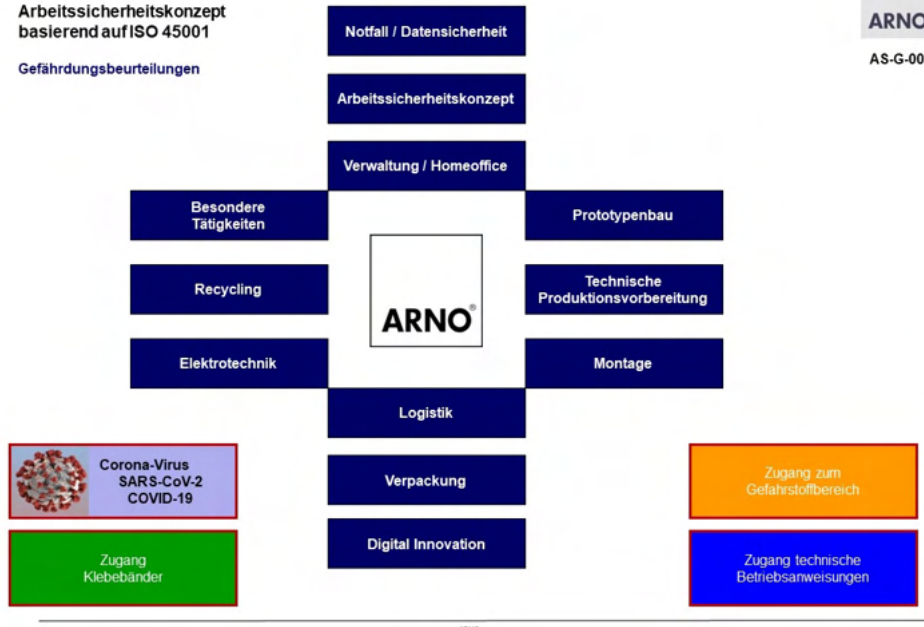 Arbeitssicherheitskonzept
basierend auf ISO 45001
Gefährdungsbeurteilungen
ARNO
AS-G-00
Notfall / Datensicherheit
Arbeitssicherheitskonzept
Verwaltung / Homeoffice
Besondere
Tätigkeiten
Prototypenbau
Recycling
ARNO®
Technische
Produktionsvorbereitung
Elektrotechnik
Montage
Logistik
Corona-Virus
SARS-CoV-2
COVID-19
Verpackung
Zugang zum
Gefahrstoffbereich
Zugang
Klebebänder
Digital Innovation
Zugang technische
Betriebsanweisungen